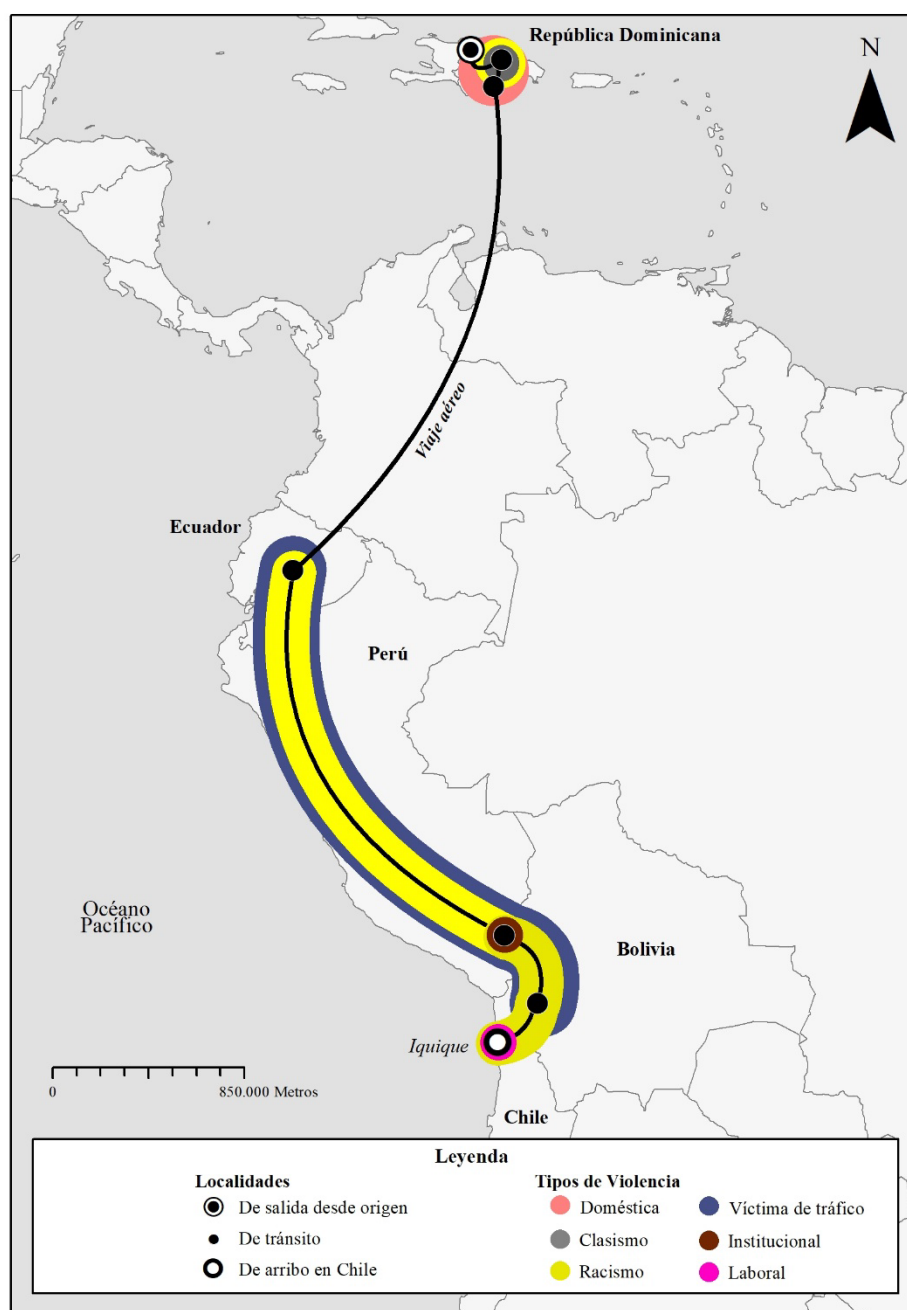 República Dominicana
N
Viaje aéreo
Ecuador
Perú
Océano
Pacífico
Bolivia
Iquique
0
850.000 Metros
Chile
Leyenda
Localidades
De salida desde origen
De tránsito
De arribo en Chile
Tipos de Violencia
Doméstica
Clasismo
Racismo
Víctima de tráfico
Institucional
Laboral